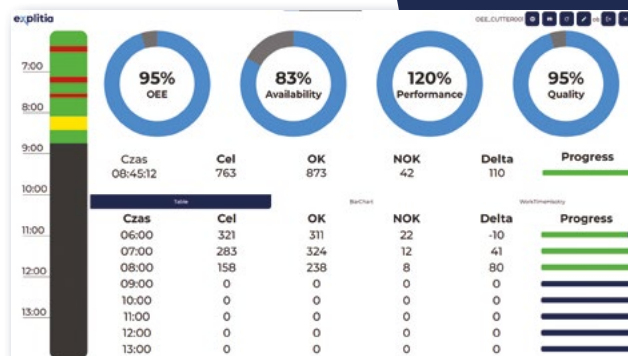 explitia
OEE_CUTTER001
7:00
8:00
9:00
10:00
11:00
12:00
13:00
95%
OEE
83%
Availability
120%
Performance
95%
Quality
Czas Cel OK NOK Delta Progress
08:45:12 763 873 42 110
Table BarChart WorkTimeHistory
Czas Cel OK NOK Delta Progress
06:00 321 311 22 -10
07:00 283 324 12 41
08:00 158 238 8 80
09:00 0 0 0 0
10:00 0 0 0 0
11:00 0 0 0 0
12:00 0 0 0 0
13:00 0 0 0 0